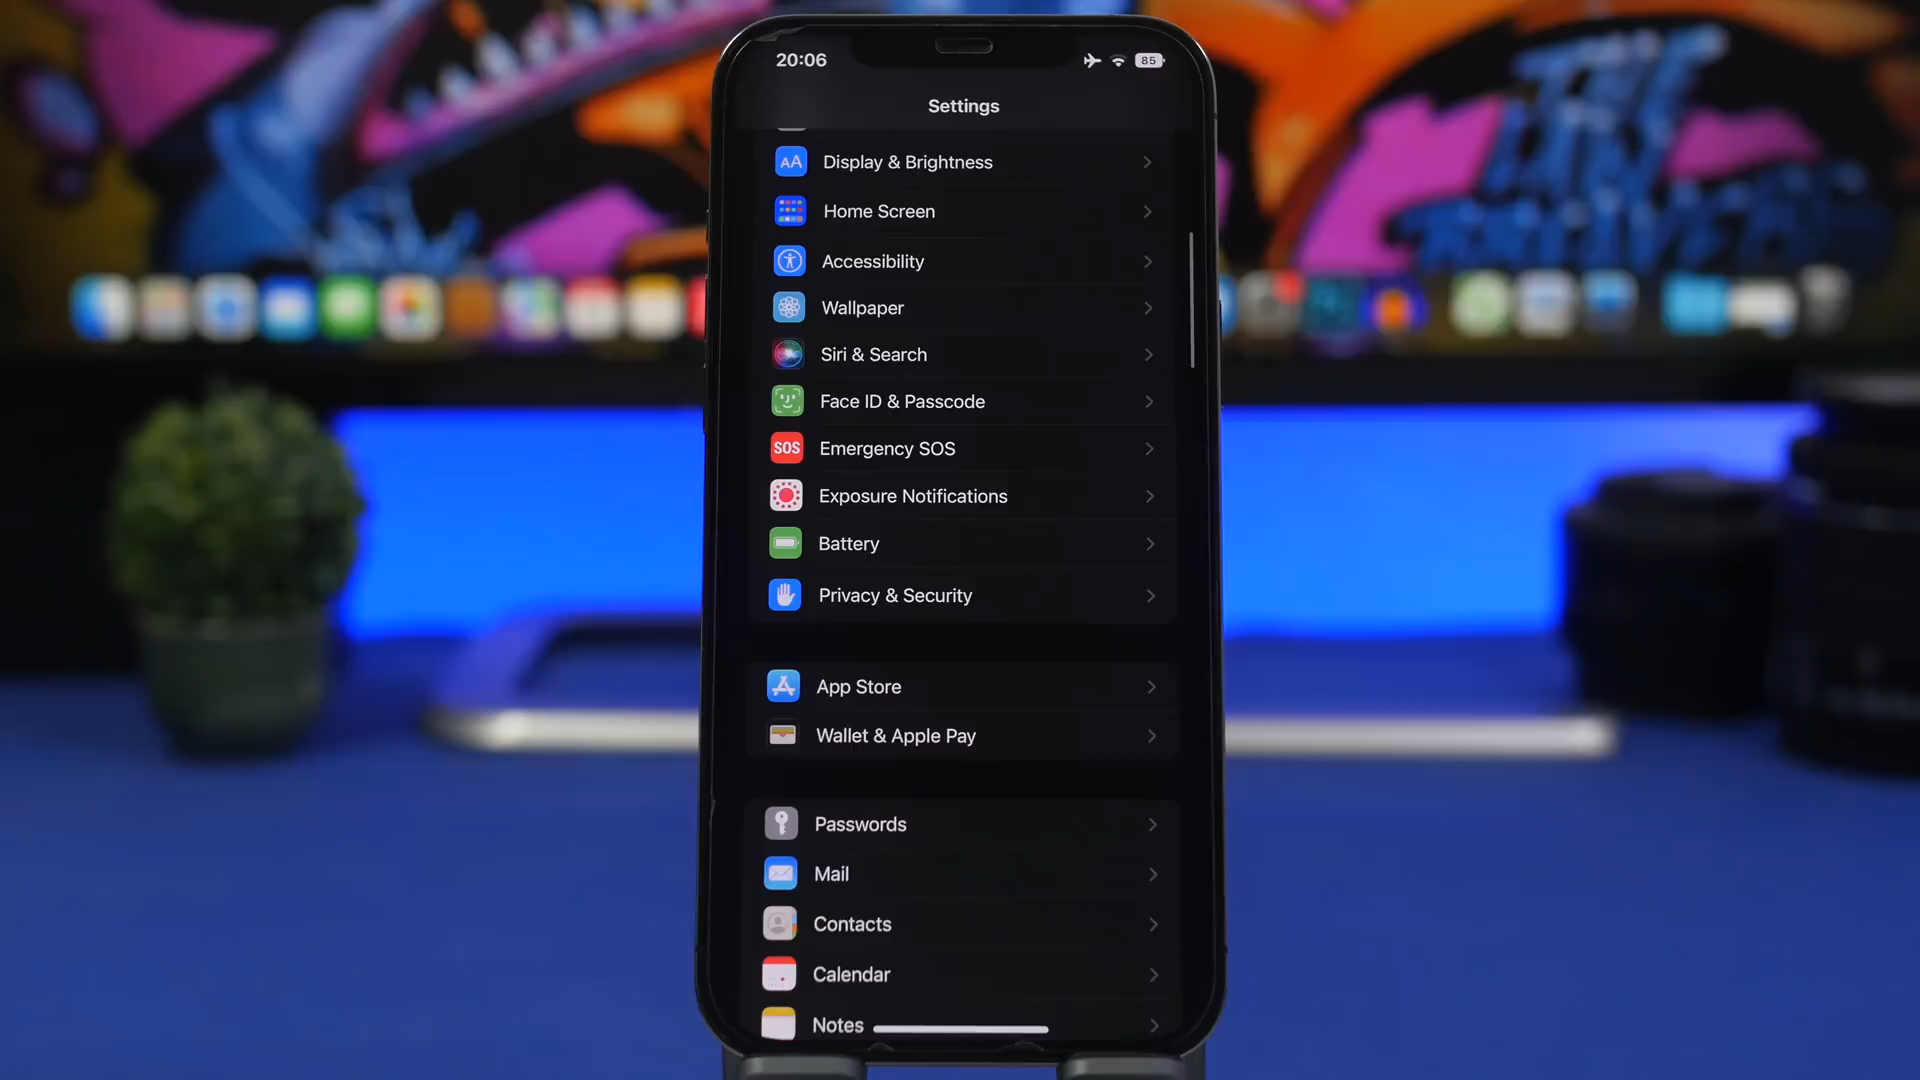 20:06
85
Settings
AA
Display & Brightness
Home Screen
Accessibility
Wallpaper
Siri & Search
Face ID & Passcode
SOS
Emergency SOS
Exposure Notifications
Battery
Privacy & Security
App Store
Wallet & Apple Pay
Passwords
Mail
Contacts
Calendar
Notes